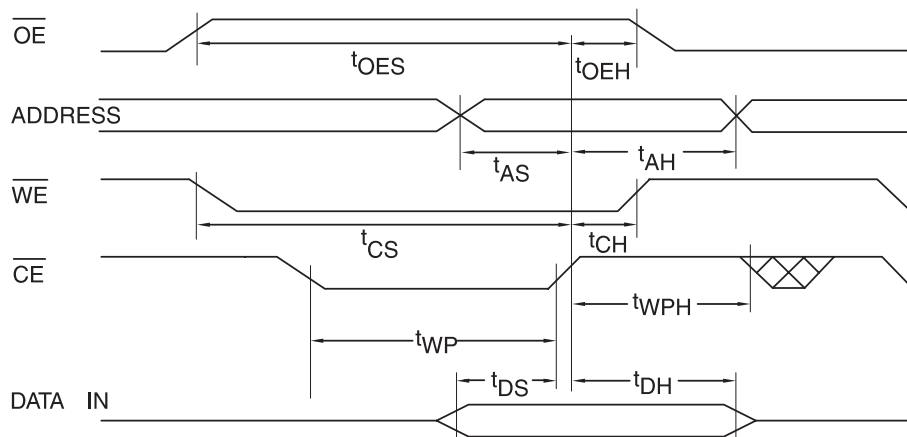 OE
tOES
tOEH
ADDRESS
tAS
tAH
WE
tCS
tCH
CE
tWPH
tWP
tDS
tDH
DATA IN